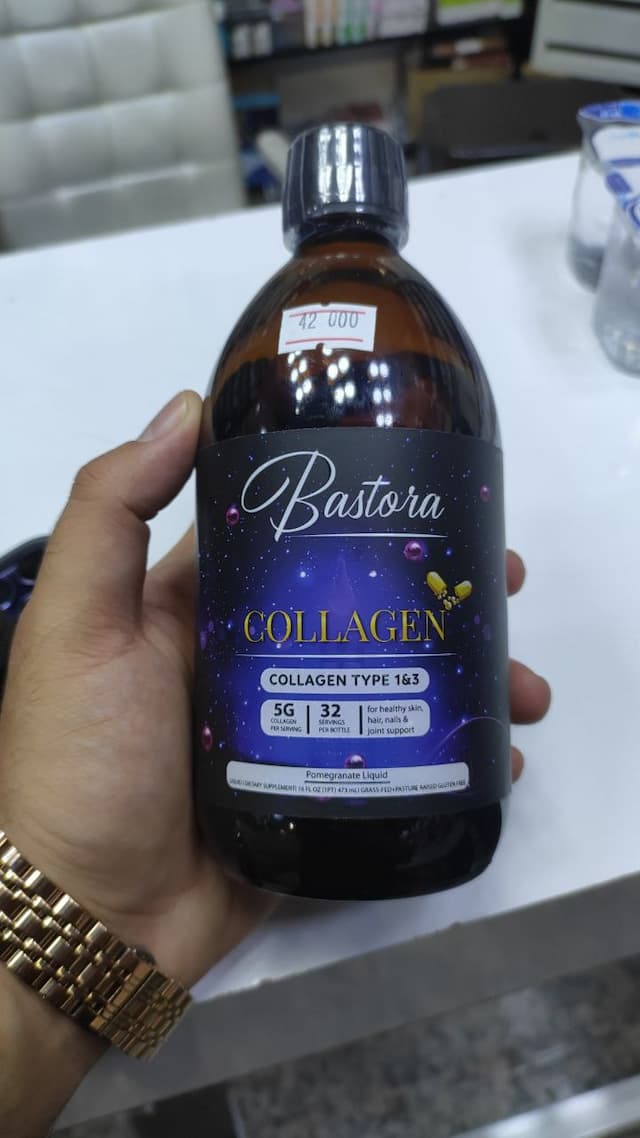 42 000
Bastora
COLLAGEN
COLLAGEN TYPE 1&3
5G
COLLAGEN
PER SERVING
32
SERVINGS
PER BOTTLE
for healthy skin,
hair, nails &
joint support
Pomegranate Liquid
LIQUID DIETARY SUPPLEMENT| 16 FL OZ (1PT) 473 mL| GRASS-FED+PASTURE RAISED GLUTEN FREE